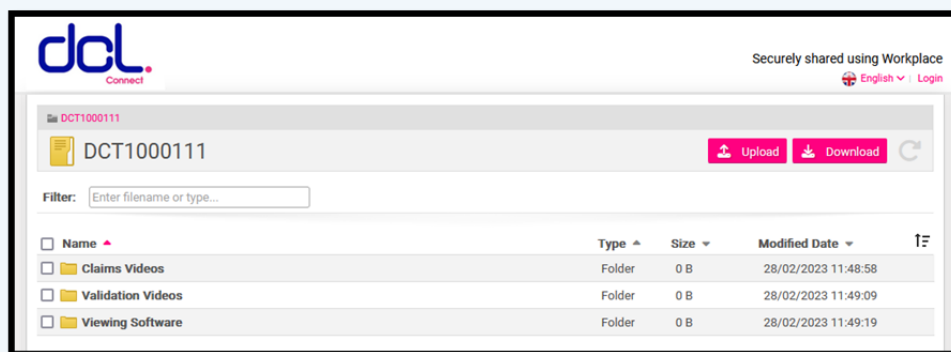 dcl.
Connect
Securely shared using Workplace
English | Login
DCT1000111
DCT1000111
Upload Download
Filter: Enter filename or type...
Name Type Size Modified Date
Claims Videos Folder 0 B 28/02/2023 11:48:58
Validation Videos Folder 0 B 28/02/2023 11:49:09
Viewing Software Folder 0 B 28/02/2023 11:49:19